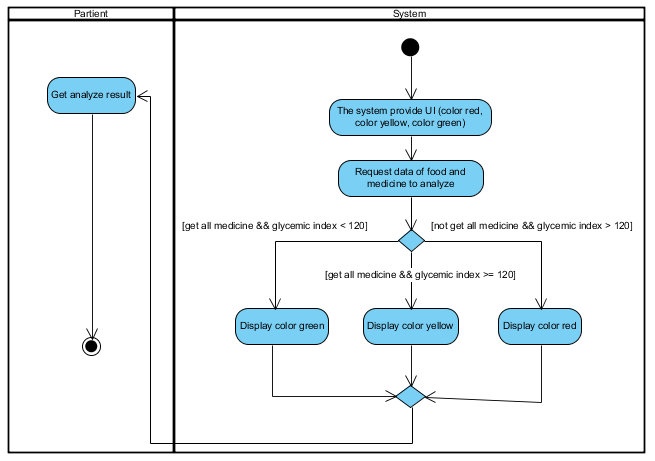 Partient
System
Get analyze result
The system provide UI (color red,
color yellow, color green)
Request data of food and
medicine to analyze
[get all medicine && glycemic index < 120]
[not get all medicine && glycemic index > 120]
[get all medicine && glycemic index >= 120]
Display color green
Display color yellow
Display color red